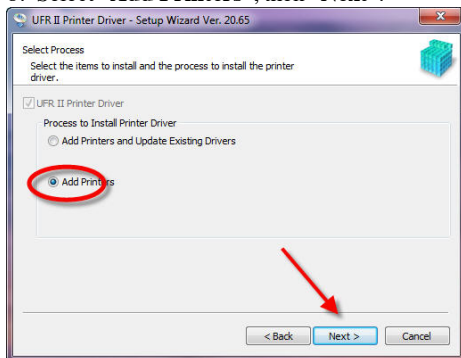 UFR II Printer Driver - Setup Wizard Ver. 20.65
Select Process
Select the items to install and the process to install the printer
driver.
UFR II Printer Driver
Process to Install Printer Driver
Add Printers and Update Existing Drivers
Add Printers
< Back Next > Cancel